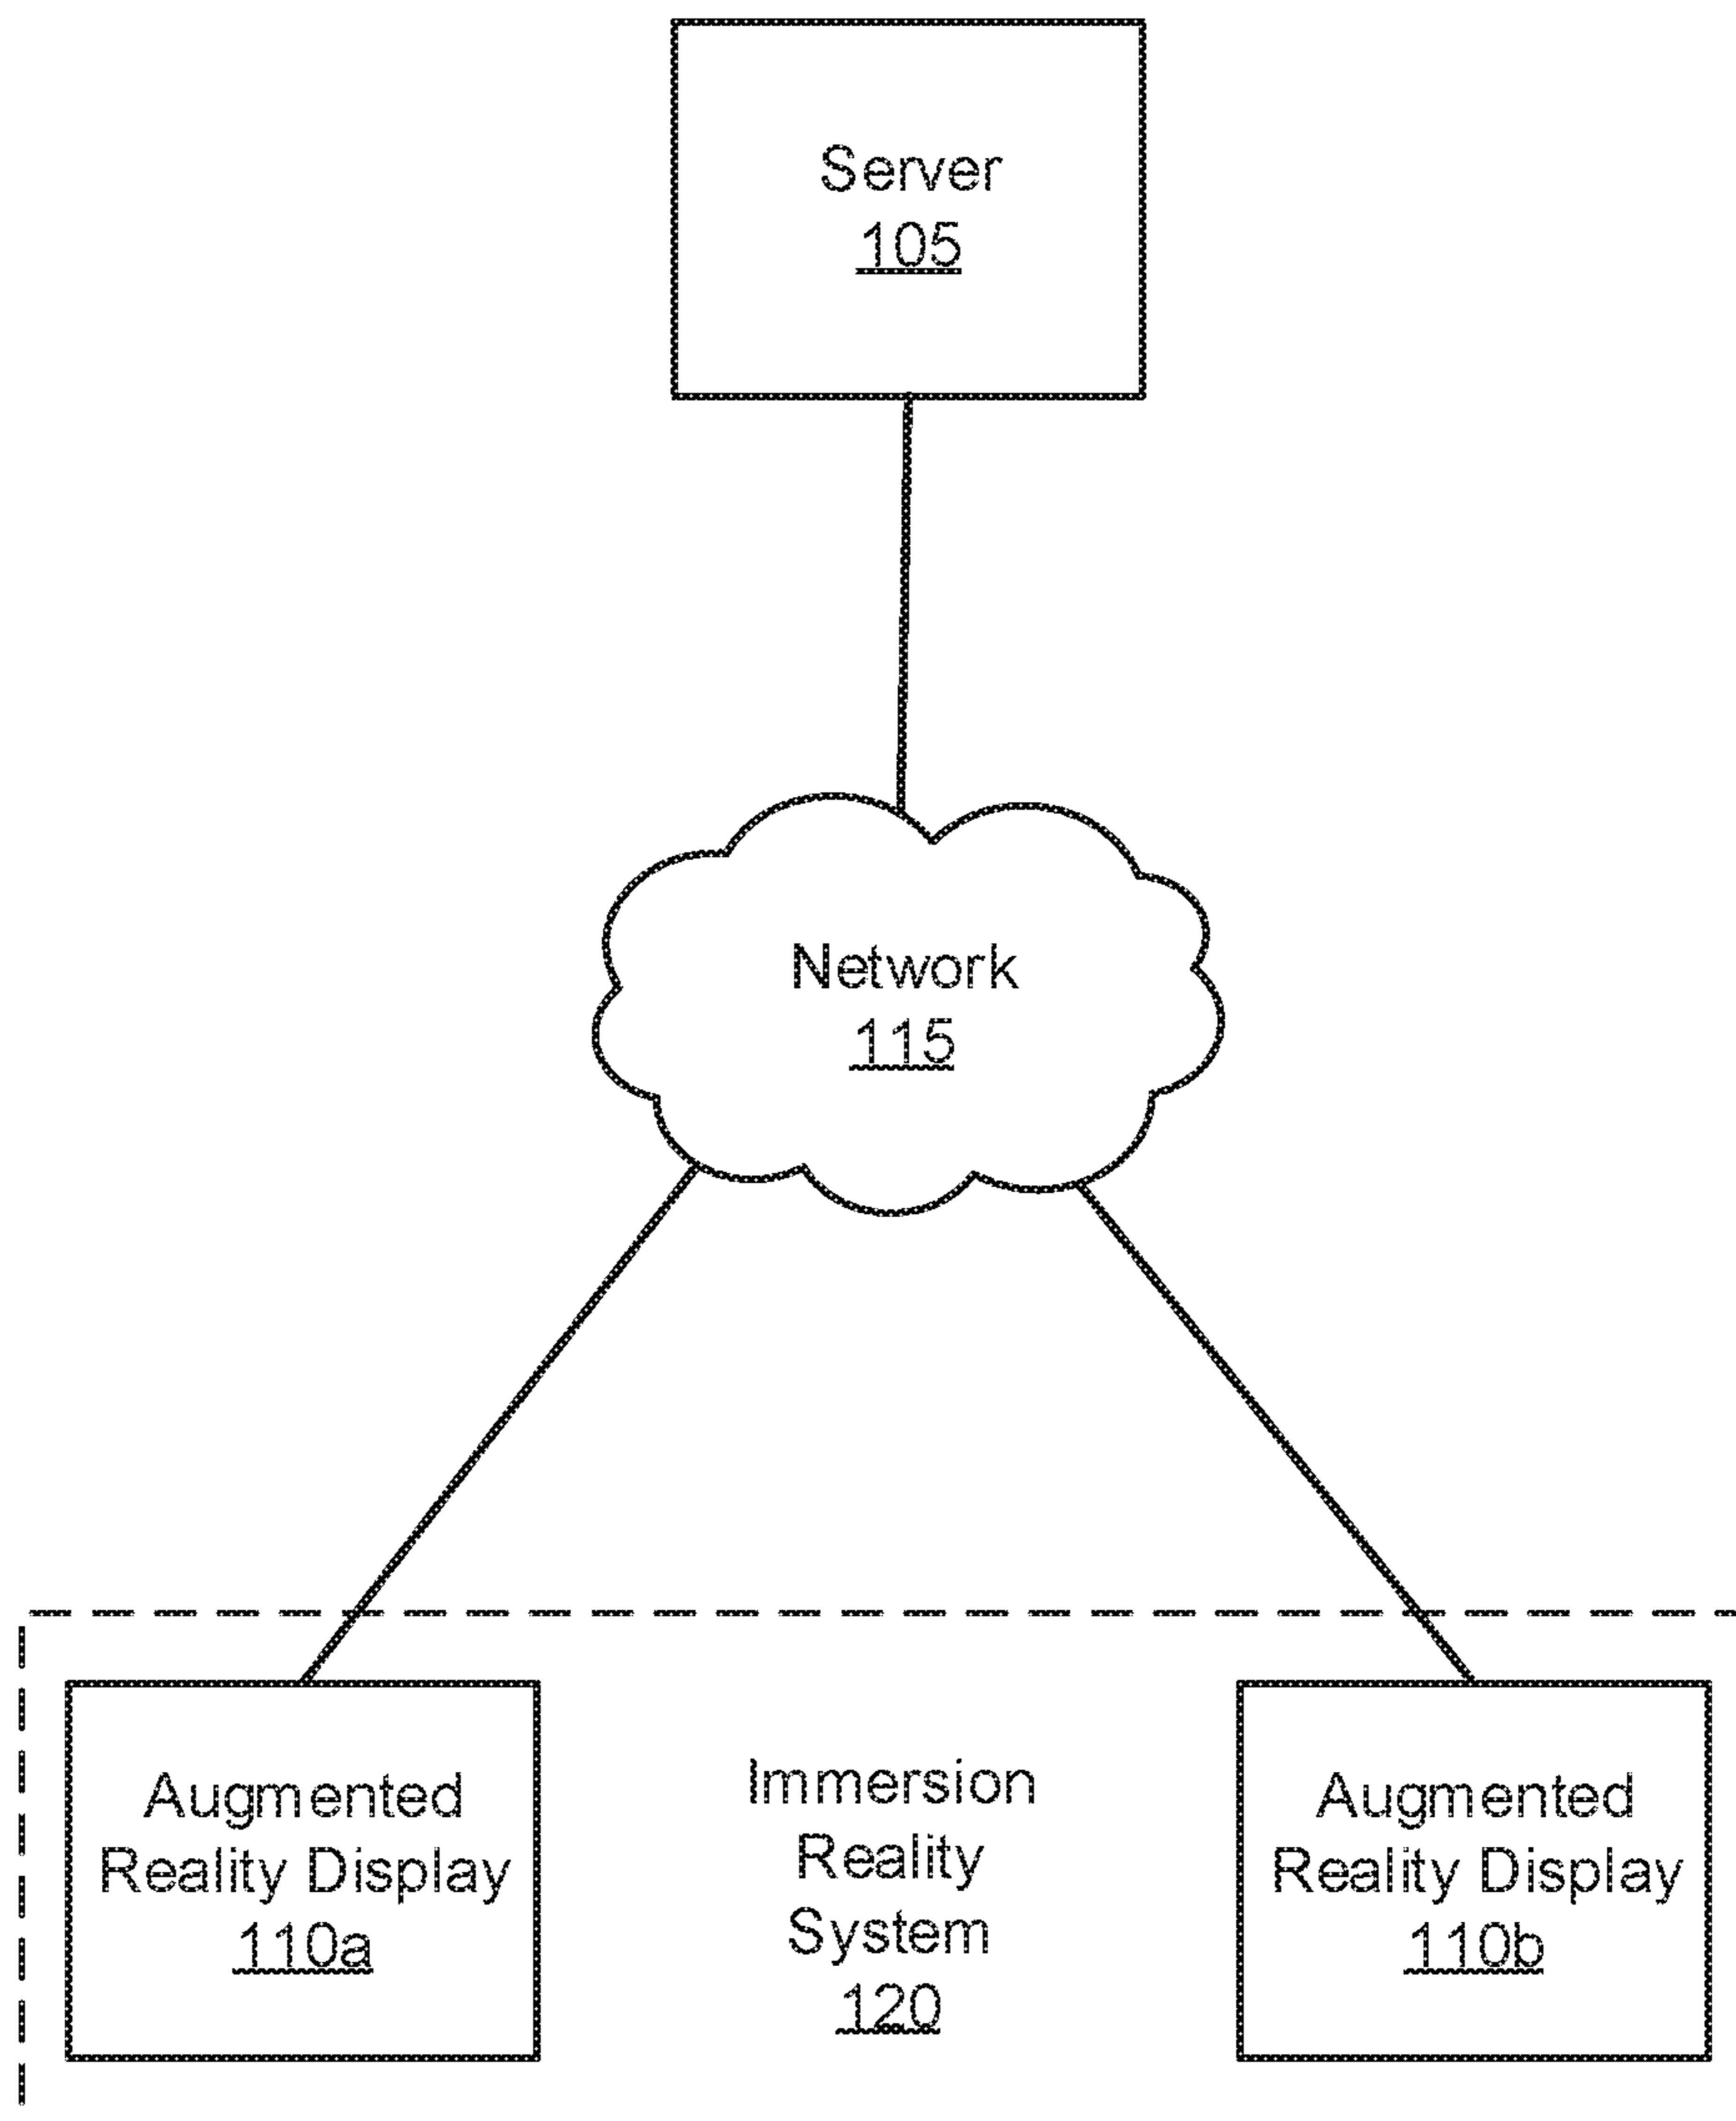 Server
105
Network
115
Augmented
Reality Display
110a
Immersion
Reality
System
120
Augmented
Reality Display
110b